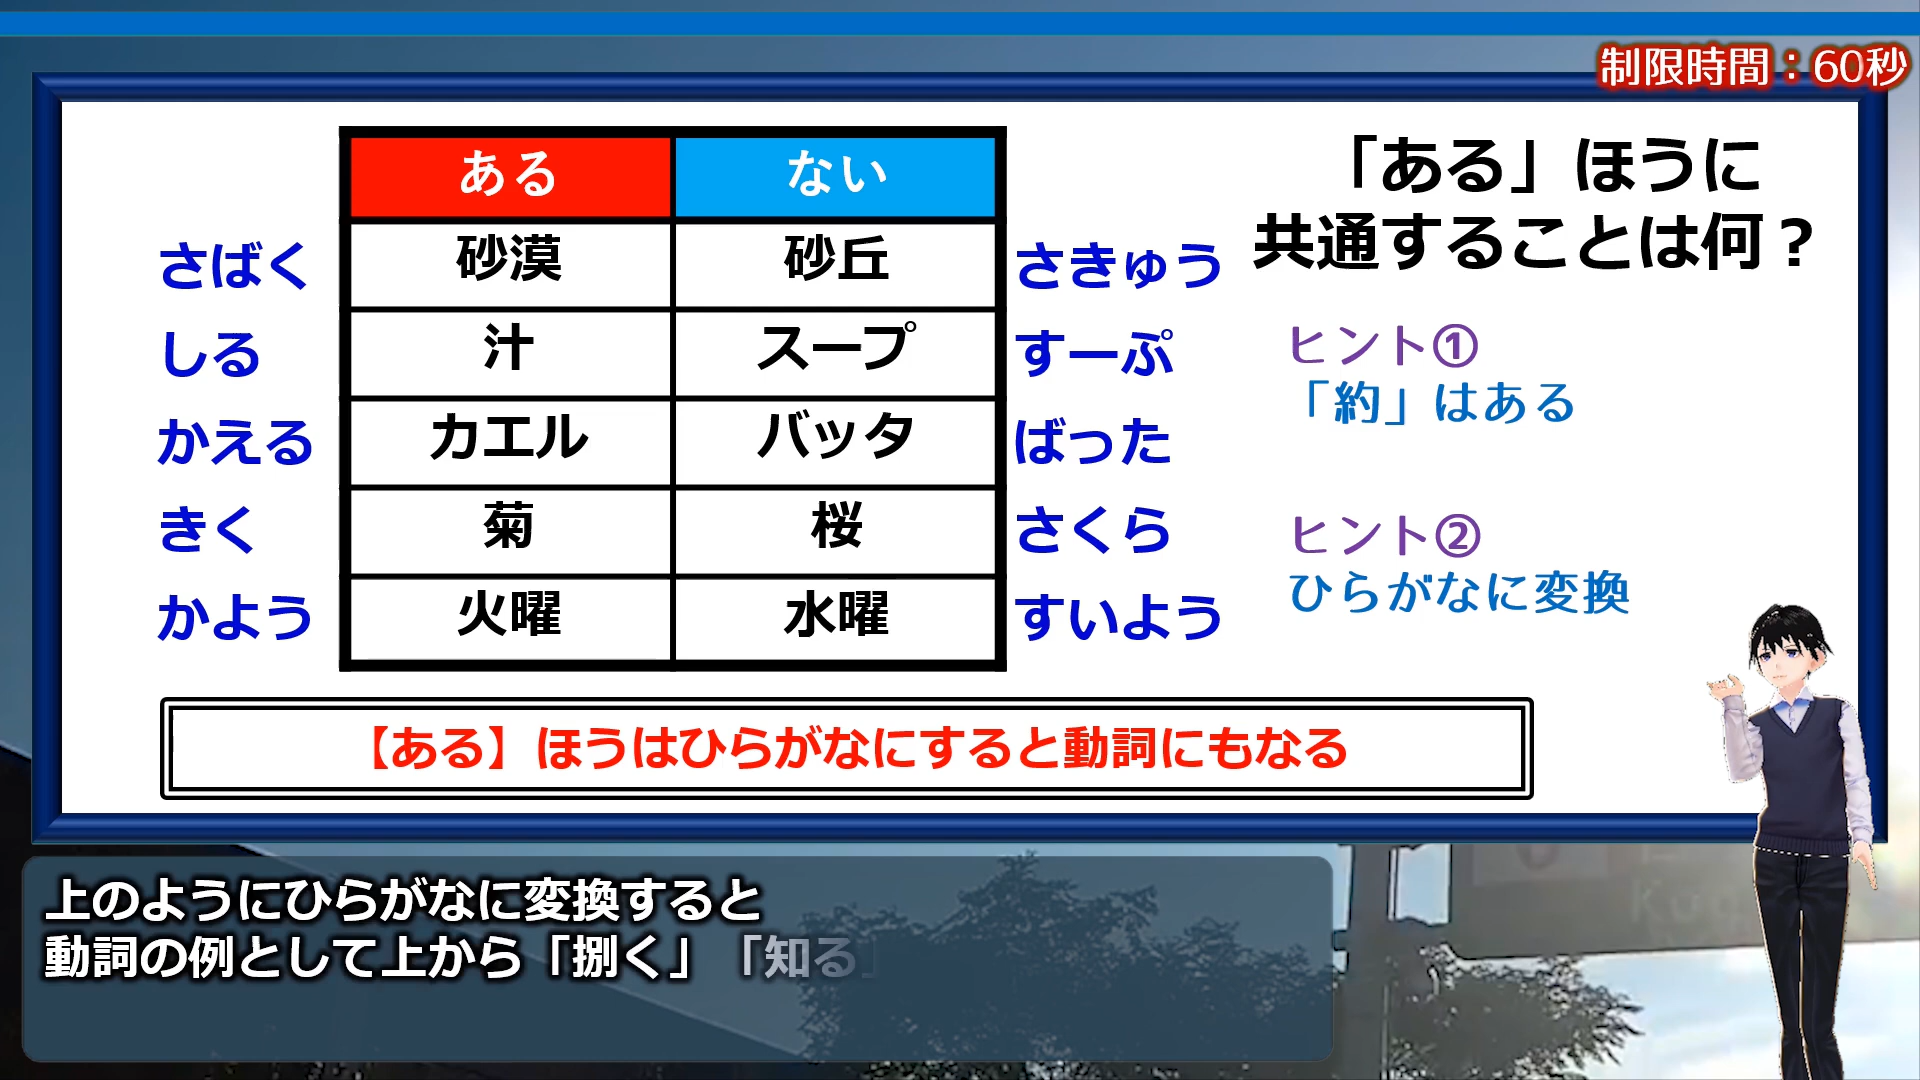 制限時間：60秒
「ある」ほうに
共通することは何？
ある ない
さばく 砂漠 砂丘 さきゅう
しる 汁 スープ すーぷ
かえる カエル バッタ ばった
きく 菊 桜 さくら
かよう 火曜 水曜 すいよう
ヒント①
「約」はある
ヒント②
ひらがなに変換
【ある】ほうはひらがなにすると動詞にもなる
上のようにひらがなに変換すると
動詞の例として上から「捌く」「知る」